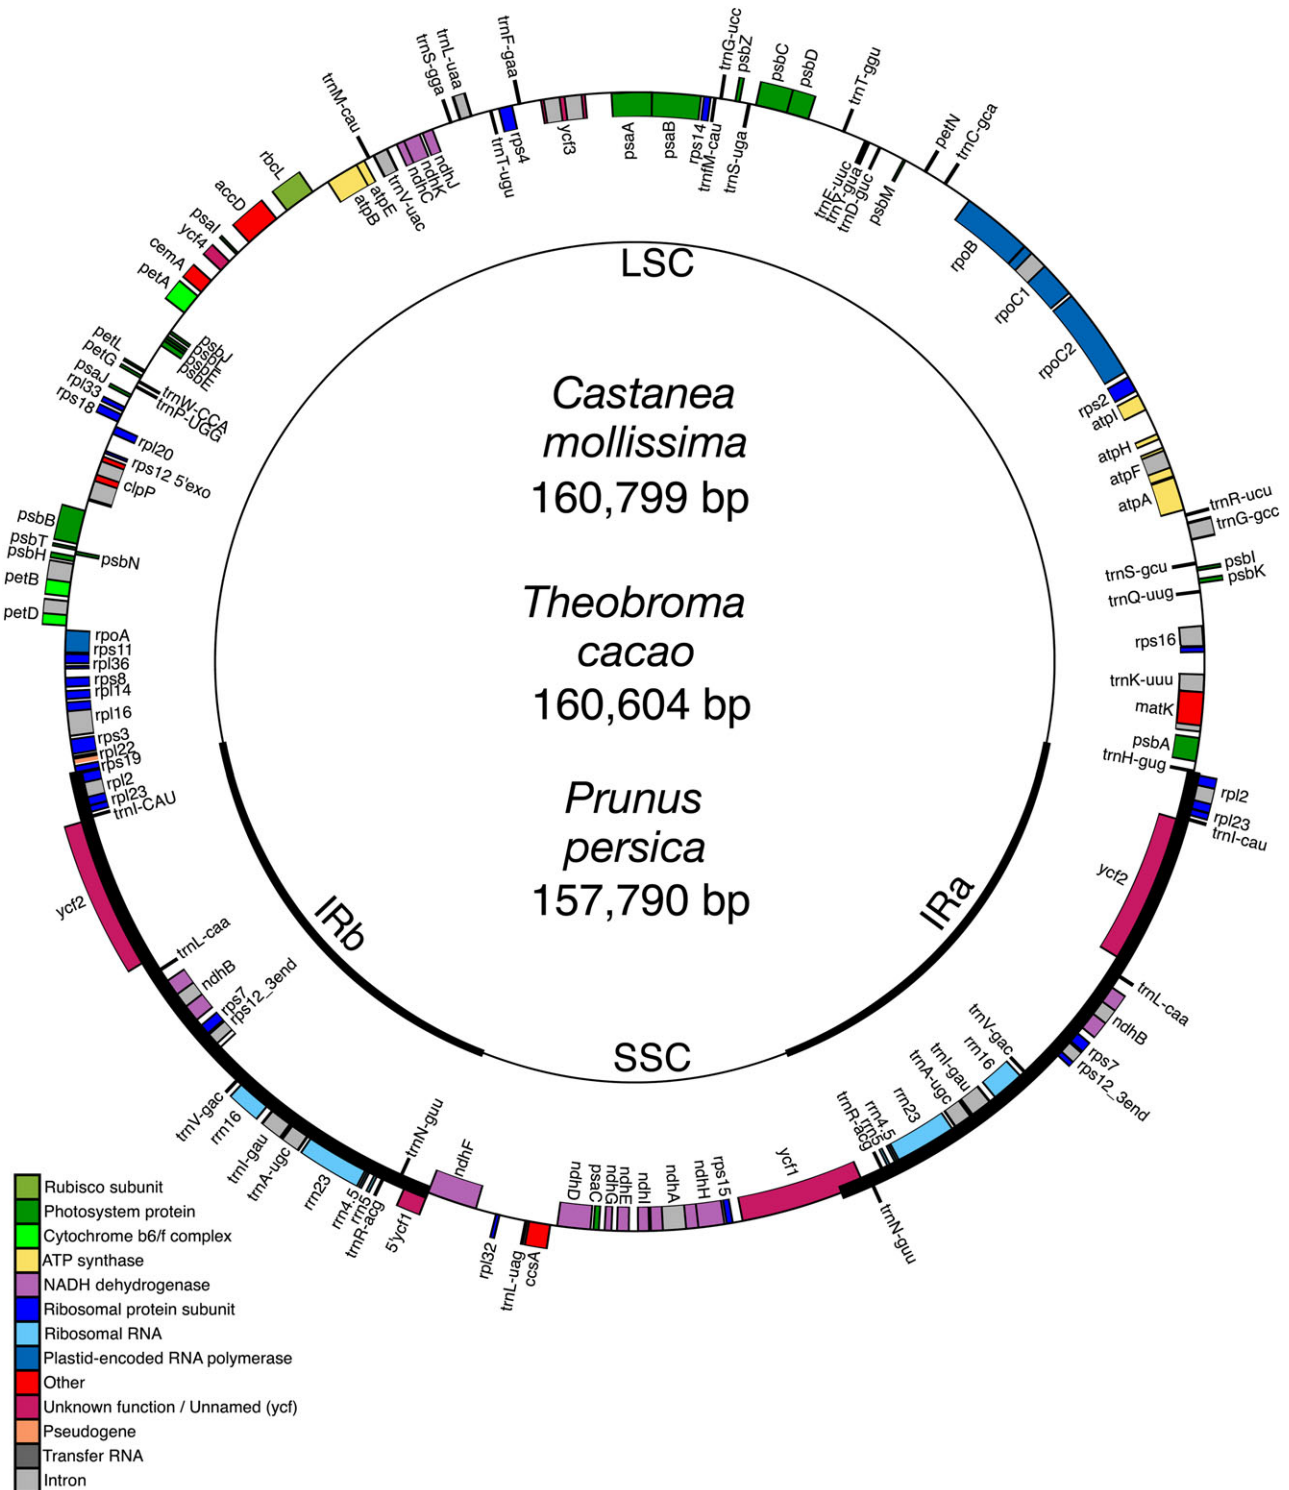 trnL-uaa
trnS-gga
trnF-gaa
trnG-ucc
psbZ
psbC
psbD
trnT-ggu
petN
trnC-gca
trnM-cau
rbcL
accD
psaI
ycf4
cemA
petA
petL
petG
psaJ
rpl33
rps18
psbB
psbT
psbH
petB
petD
atpB
atpE
trnV-uac
ndhC
ndhK
ndhJ
trnT-ugu
rps4
ycf3
psaA
psaB
rps14
trnfM-cau
trnS-uga
trnE-uuc
trnY-gua
trnD-guc
psbM
rpoB
rpoC1
rpoC2
rps2
atpI
atpH
atpF
atpA
trnR-ucu
trnG-gcc
trnS-gcu
psbI
psbK
trnQ-uug
rps16
trnK-uuu
matK
psbA
trnH-gug
psbJ
psbF
psbE
trnW-CCA
trnP-UGG
rpl20
rps12 5'exo
clpP
psbN
rpoA
rps11
rpl36
rps8
rpl14
rpl16
rps3
rpl22
rps19
rpl2
rpl23
trnI-CAU
LSC
Castanea
mollissima
160,799 bp
Theobroma
cacao
160,604 bp
Prunus
persica
157,790 bp
IRb
IRa
SSC
rpl2
rpl23
trnI-cau
ycf2
trnL-caa
ndhB
rps7
rps12_3end
trnV-gac
rrn16
trnI-gau
trnA-ugc
rrn23
rrn4.5
rrn5
trnR-acg
trnN-guu
ycf1
rps15
ndhH
ndhA
ndhI
ndhE
ndhG
psaC
ndhD
ccsA
trnL-uag
rpl32
ndhF
5'ycf1
trnN-guu
trnR-acg
rrn5
rrn4.5
rrn23
trnA-ugc
trnI-gau
rrn16
trnV-gac
rps12_3end
rps7
ndhB
trnL-caa
ycf2
Rubisco subunit
Photosystem protein
Cytochrome b6/f complex
ATP synthase
NADH dehydrogenase
Ribosomal protein subunit
Ribosomal RNA
Plastid-encoded RNA polymerase
Other
Unknown function / Unnamed (ycf)
Pseudogene
Transfer RNA
Intron